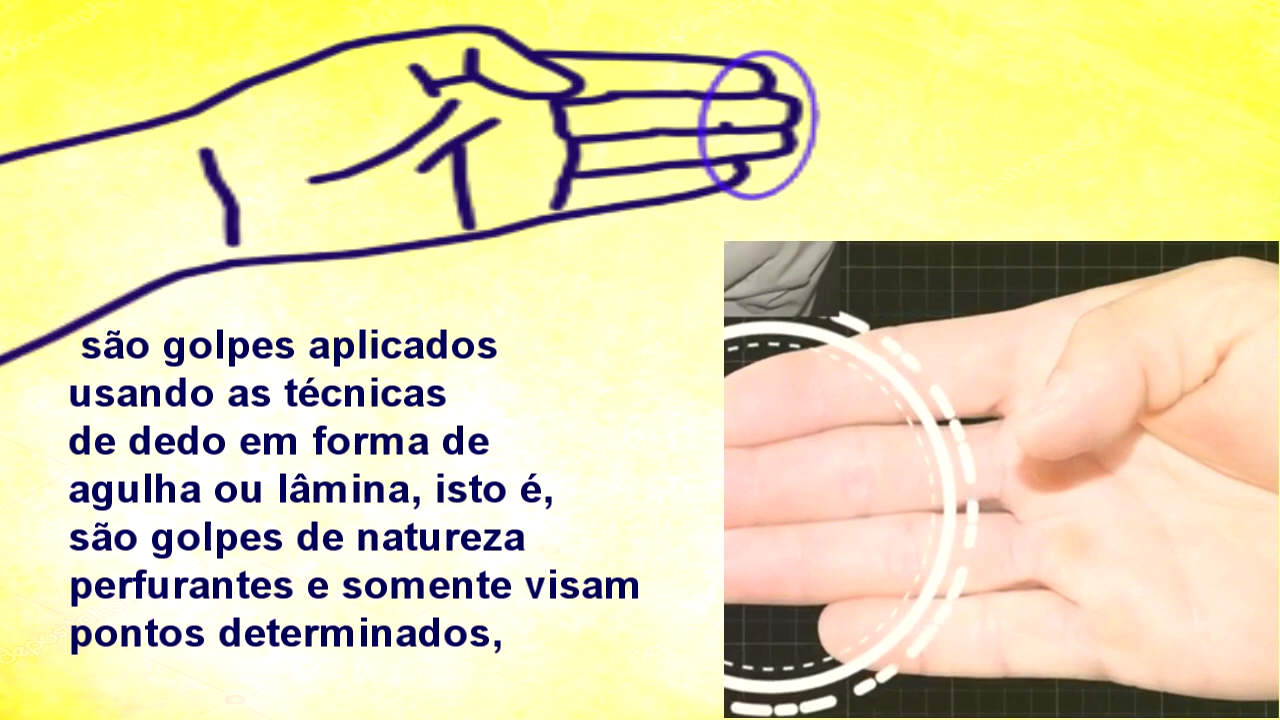 são golpes aplicados
usando as técnicas
de dedo em forma de
agulha ou lâmina, isto é,
são golpes de natureza
perfurantes e somente visam
pontos determinados,